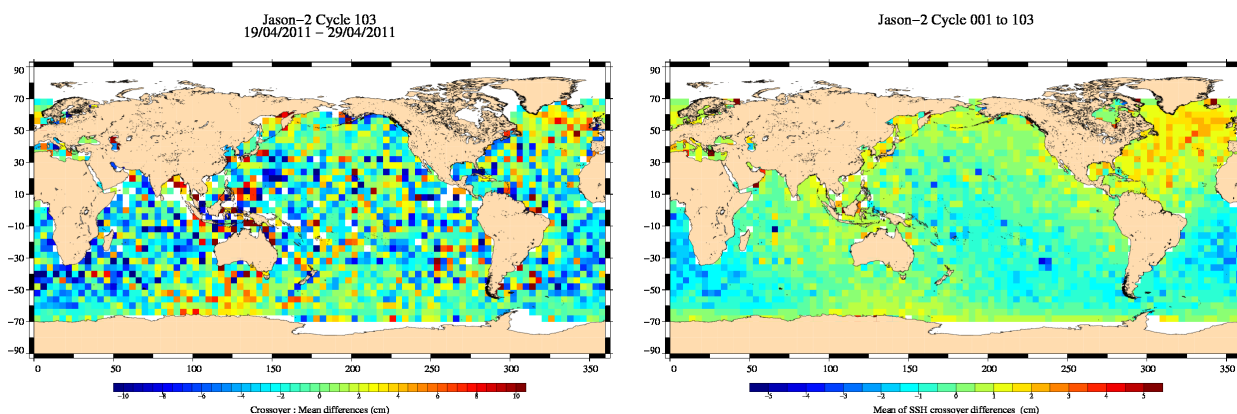 Jason−2 Cycle 103
19/04/2011 − 29/04/2011
90
70
50
30
10
−10
−30
−50
−70
−90
0 50 100 150 200 250 300 350
−10 −8 −6 −4 −2 0 2 4 6 8 10
Crossover : Mean differences (cm)
Jason−2 Cycle 001 to 103
90
70
50
30
10
−10
−30
−50
−70
−90
0 50 100 150 200 250 300 350
−5 −4 −3 −2 −1 0 1 2 3 4 5
Mean of SSH crossover differences (cm)